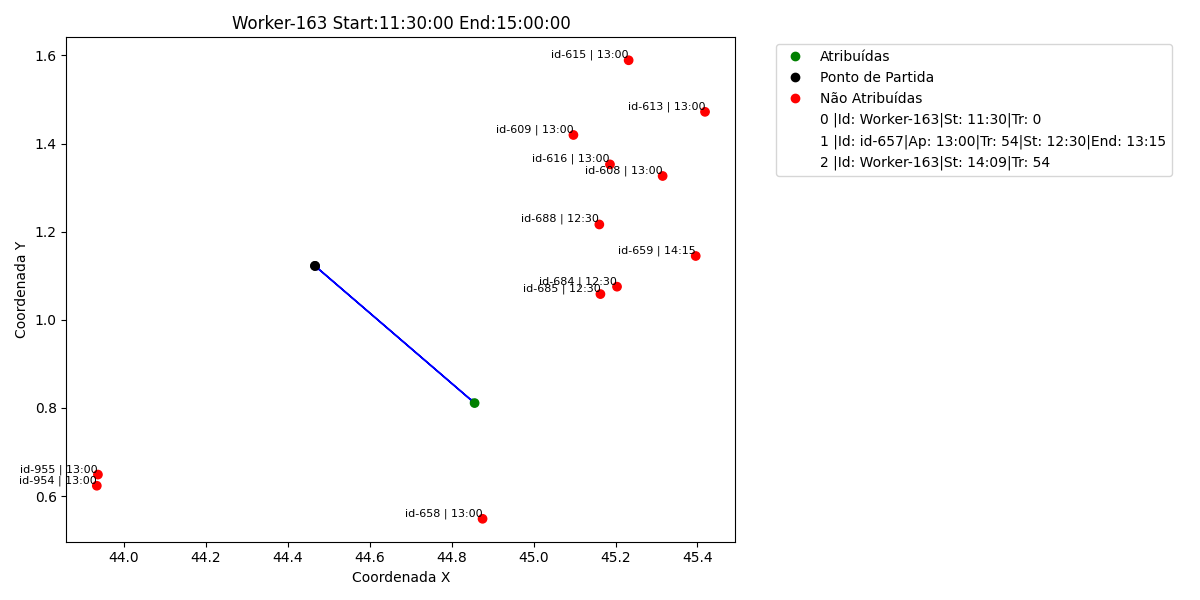 Worker-163 Start:11:30:00 End:15:00:00
Atribuídas
Ponto de Partida
Não Atribuídas
0 |Id: Worker-163|St: 11:30|Tr: 0
1 |Id: id-657|Ap: 13:00|Tr: 54|St: 12:30|End: 13:15
2 |Id: Worker-163|St: 14:09|Tr: 54
id-615 | 13:00
id-613 | 13:00
id-609 | 13:00
id-616 | 13:00
id-608 | 13:00
id-688 | 12:30
id-659 | 14:15
id-684 | 12:30
id-685 | 12:30
id-955 | 13:00
id-954 | 13:00
id-658 | 13:00
Coordenada Y
1.6
1.4
1.2
1.0
0.8
0.6
44.0 44.2 44.4 44.6 44.8 45.0 45.2 45.4
Coordenada X